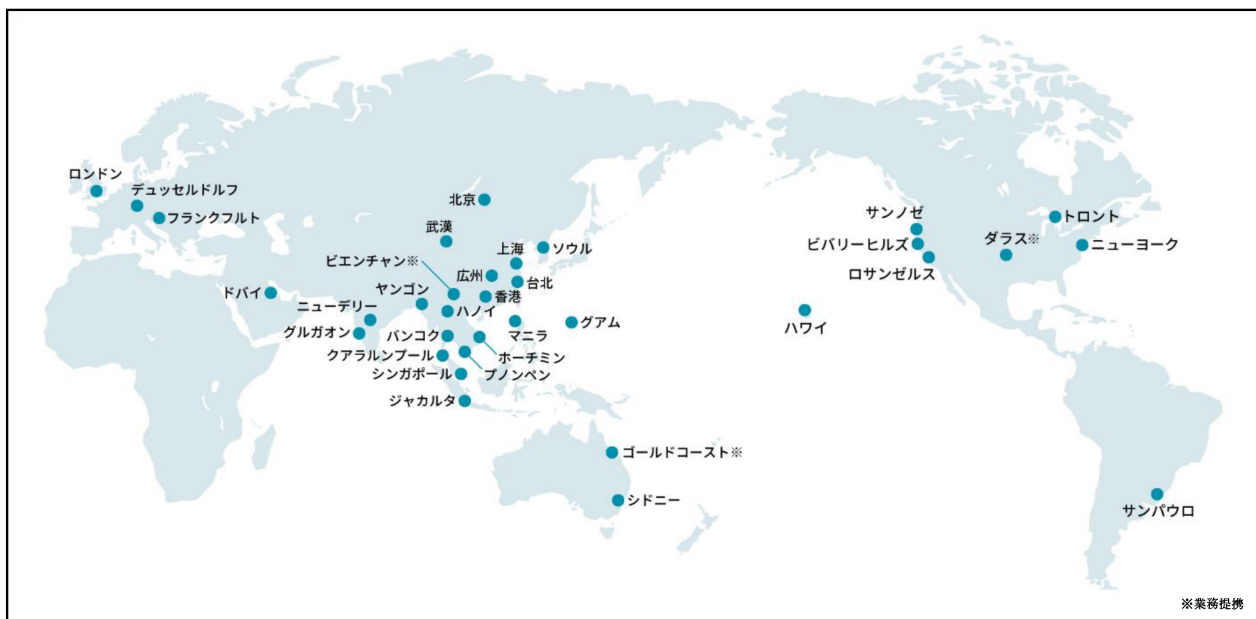 ロンドン
デュッセルドルフ
フランクフルト
北京
武漢
上海
ソウル
ビエンチャン※
広州
台北
ヤンゴン
香港
ドバイ
ニューデリー
ハノイ
グルガオン
バンコク
マニラ
グアム
クアラルンプール
ホーチミン
シンガポール
プノンペン
ジャカルタ
ゴールドコースト※
シドニー
サンノゼ
トロント
ビバリーヒルズ
ダラス※
ニューヨーク
ロサンゼルス
ハワイ
サンパウロ
※業務提携